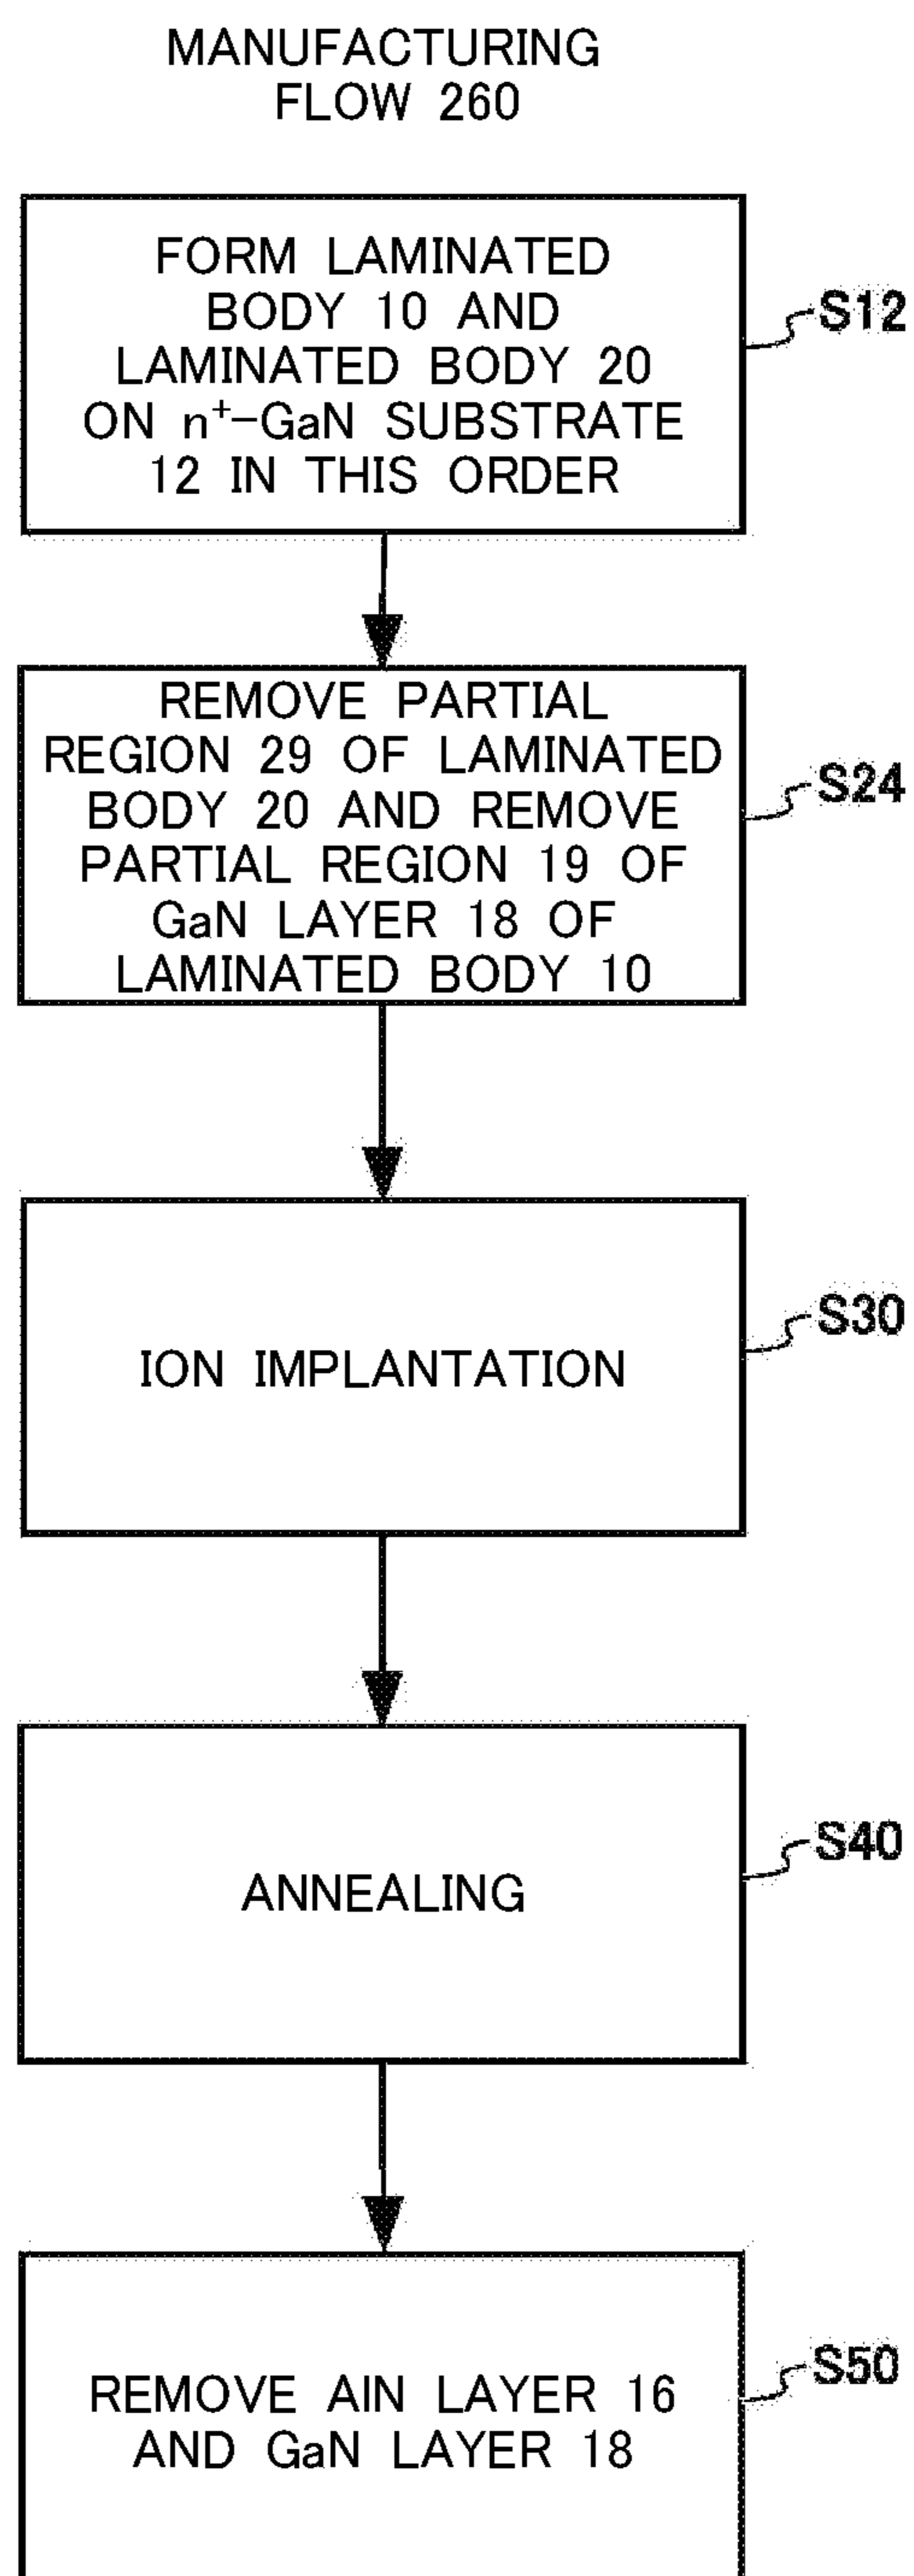 MANUFACTURING
FLOW 260
FORM LAMINATED
BODY 10 AND
LAMINATED BODY 20
ON n⁺-GaN SUBSTRATE
12 IN THIS ORDER
S12
REMOVE PARTIAL
REGION 29 OF LAMINATED
BODY 20 AND REMOVE
PARTIAL REGION 19 OF
GaN LAYER 18 OF
LAMINATED BODY 10
S24
ION IMPLANTATION
S30
ANNEALING
S40
REMOVE AlN LAYER 16
AND GaN LAYER 18
S50